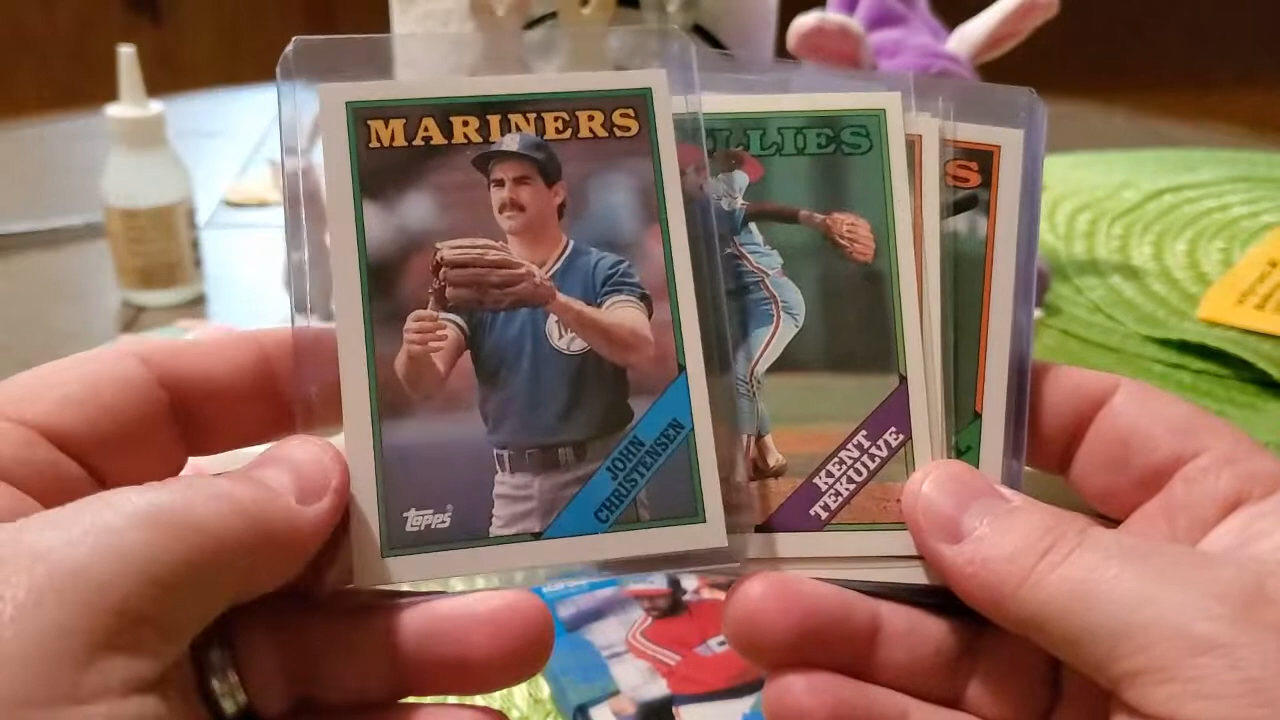 MARINERS
JOHN
CHRISTENSEN
TOPPS
LLIES
KENT
TEKULVE
S
L